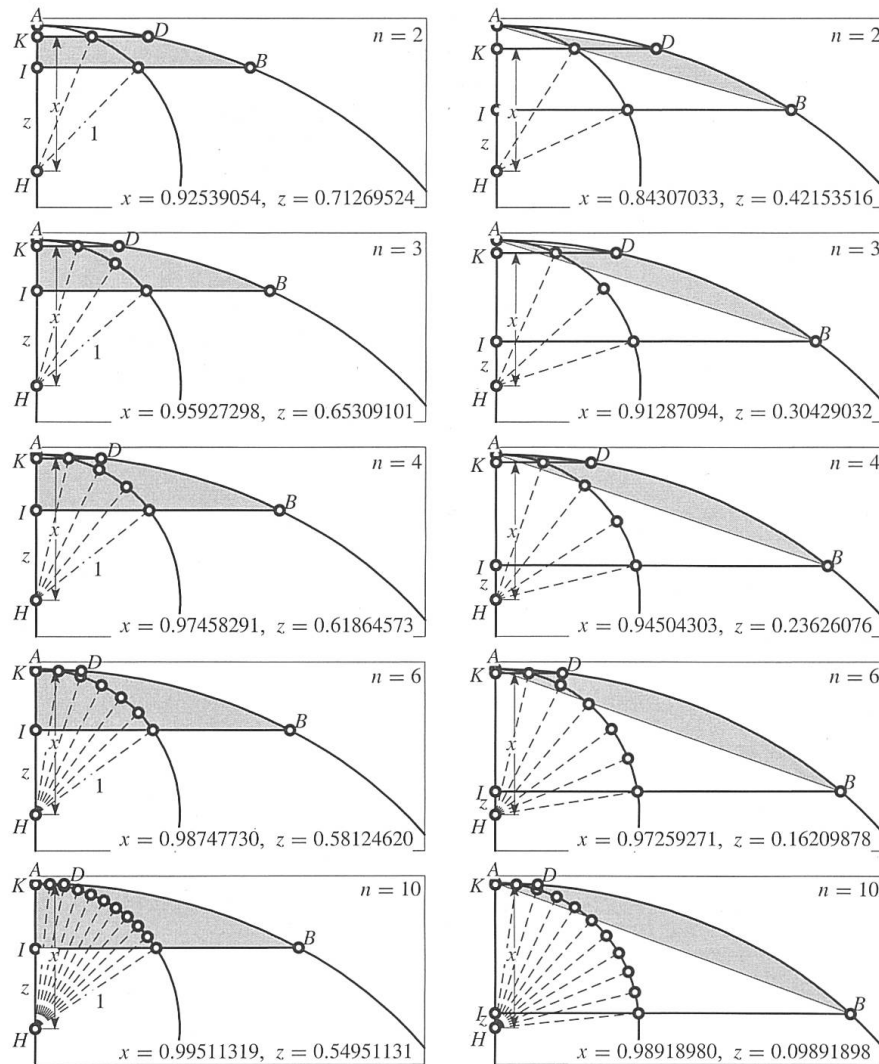 A
K D n = 2
I x B
z 1
H
x = 0.92539054, z = 0.71269524
A
K D n = 2
I x B
z
H
x = 0.84307033, z = 0.42153516
A
K D n = 3
I x B
z 1
H
x = 0.95927298, z = 0.65309101
A
K D n = 3
x
I B
z
H
x = 0.91287094, z = 0.30429032
A
K D n = 4
I x B
z 1
H
x = 0.97458291, z = 0.61864573
A
K D n = 4
x
I B
z
H
x = 0.94504303, z = 0.23626076
A
K D n = 6
I x B
z 1
H
x = 0.98747730, z = 0.58124620
A
K D n = 6
x
I B
z
H
x = 0.97259271, z = 0.16209878
A
K D n = 10
I x B
z 1
H
x = 0.99511319, z = 0.54951131
A
K D n = 10
x
I B
z
H
x = 0.98918980, z = 0.09891898